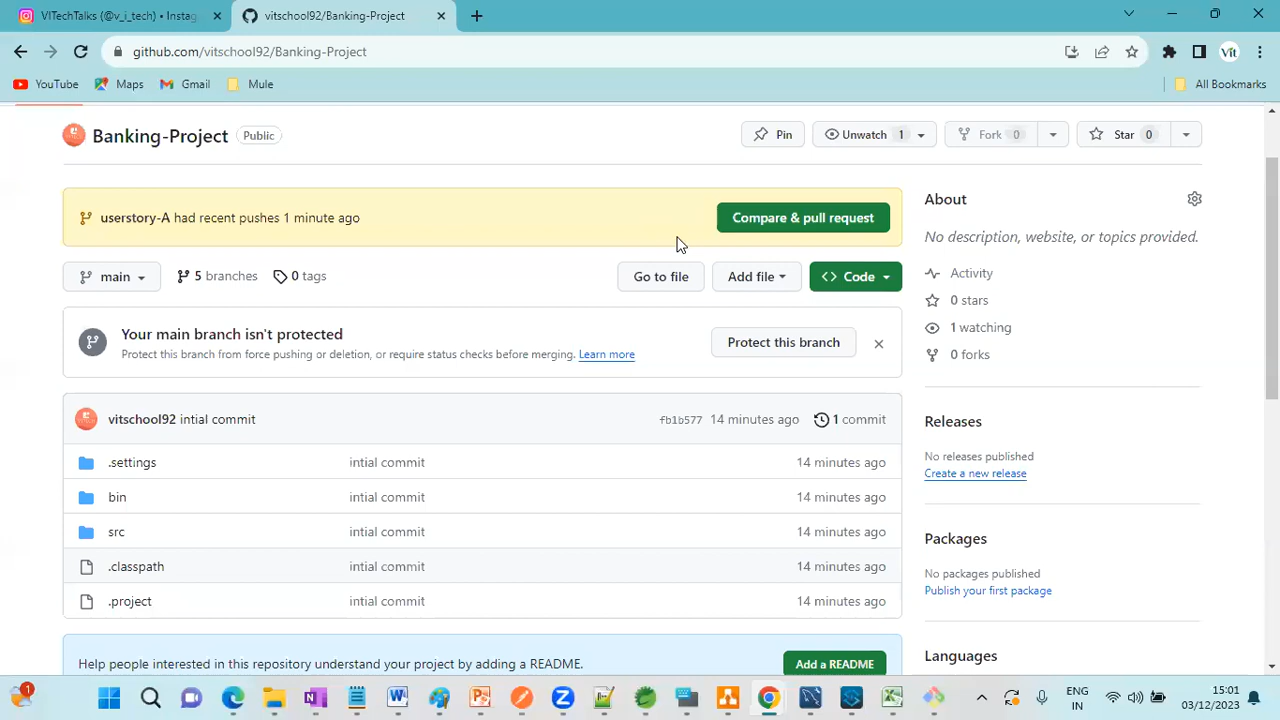 VITechTalks (@v_i_tech) • Instag
vitschool92/Banking-Project
github.com/vitschool92/Banking-Project
Vit
YouTube Maps Gmail Mule All Bookmarks
Banking-Project Public
Pin Unwatch 1 Fork 0 Star 0
userstory-A had recent pushes 1 minute ago
Compare & pull request
main 5 branches 0 tags Go to file Add file <> Code
Your main branch isn't protected
Protect this branch from force pushing or deletion, or require status checks before merging. Learn more
Protect this branch
vitschool92 intial commit fb1b577 14 minutes ago 1 commit
.settings intial commit 14 minutes ago
bin intial commit 14 minutes ago
src intial commit 14 minutes ago
.classpath intial commit 14 minutes ago
.project intial commit 14 minutes ago
Help people interested in this repository understand your project by adding a README.
Add a README
About
No description, website, or topics provided.
Activity
0 stars
1 watching
0 forks
Releases
No releases published
Create a new release
Packages
No packages published
Publish your first package
Languages
1
ENG
IN
15:01
03/12/2023